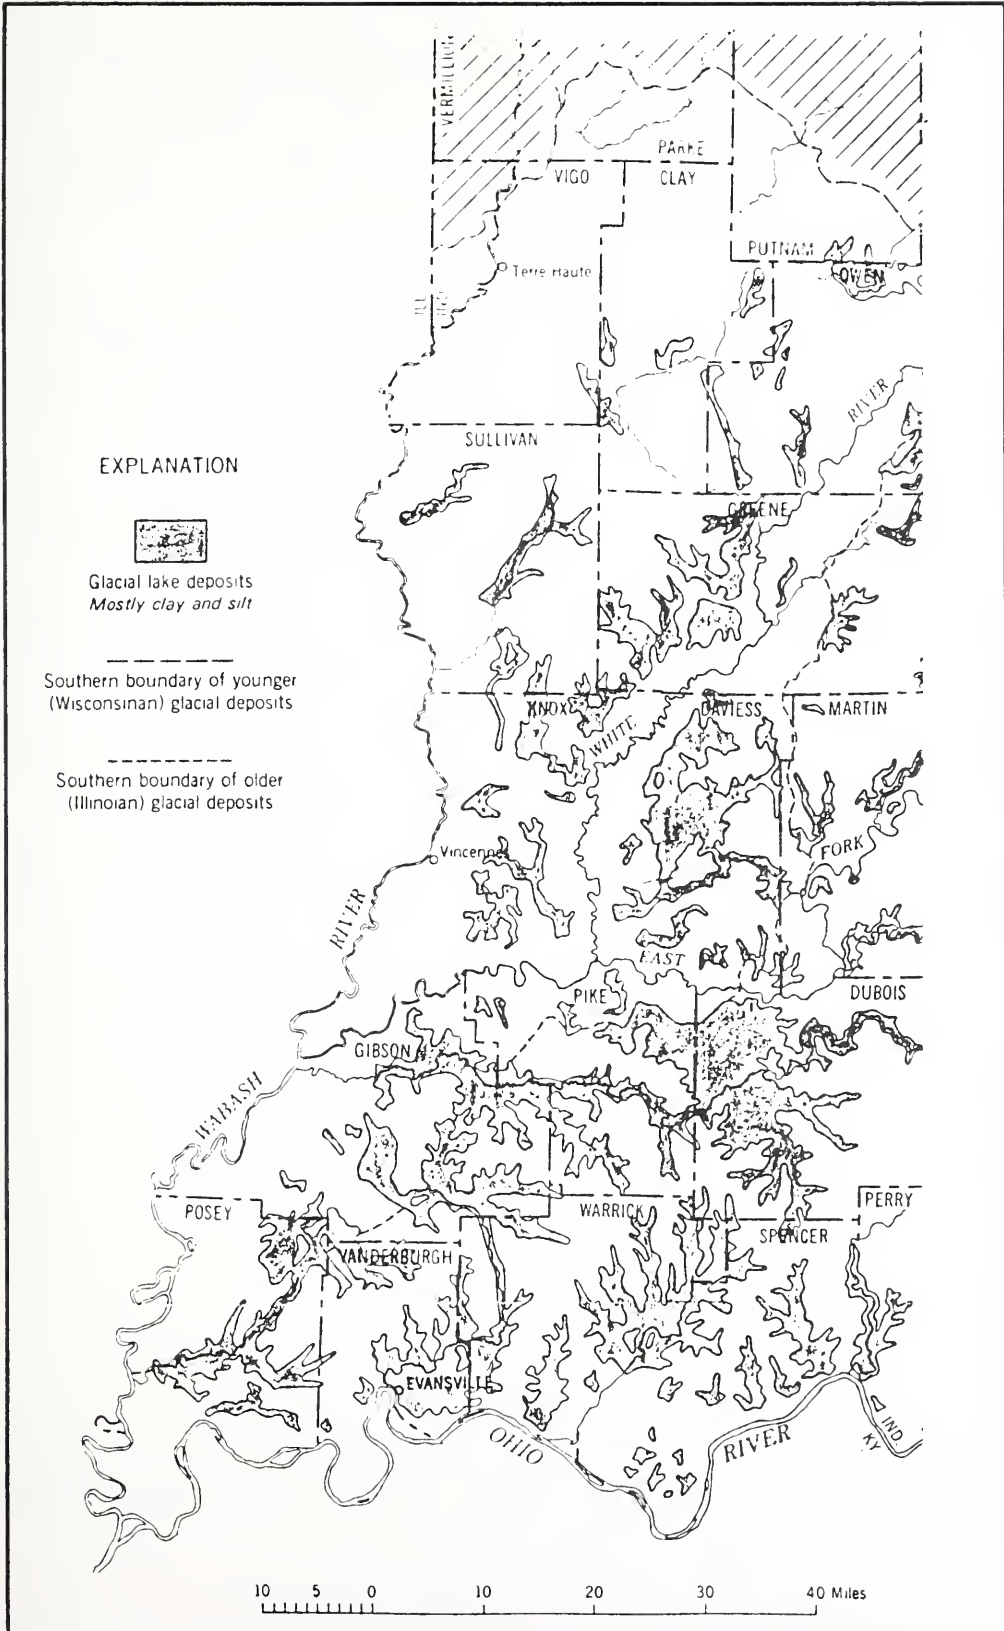 VERMILLION
PARKE
VIGO
CLAY
PUTNAM
OWEN
Terre Haute
ILL
RIVER
SULLIVAN
EXPLANATION
GREENE
Glacial lake deposits
Mostly clay and silt
Southern boundary of younger
(Wisconsinan) glacial deposits
KNOX
DAVIESS
MARTIN
WHITE
Southern boundary of older
(Illinoian) glacial deposits
FORK
Vincennes
RIVER
EAST
PIKE
DUBOIS
GIBSON
WABASH
POSEY
WARRICK
PERRY
SPENCER
VANDERBURGH
EVANSVILLE
OHIO
RIVER
IND.
KY
10 5 0 10 20 30 40 Miles